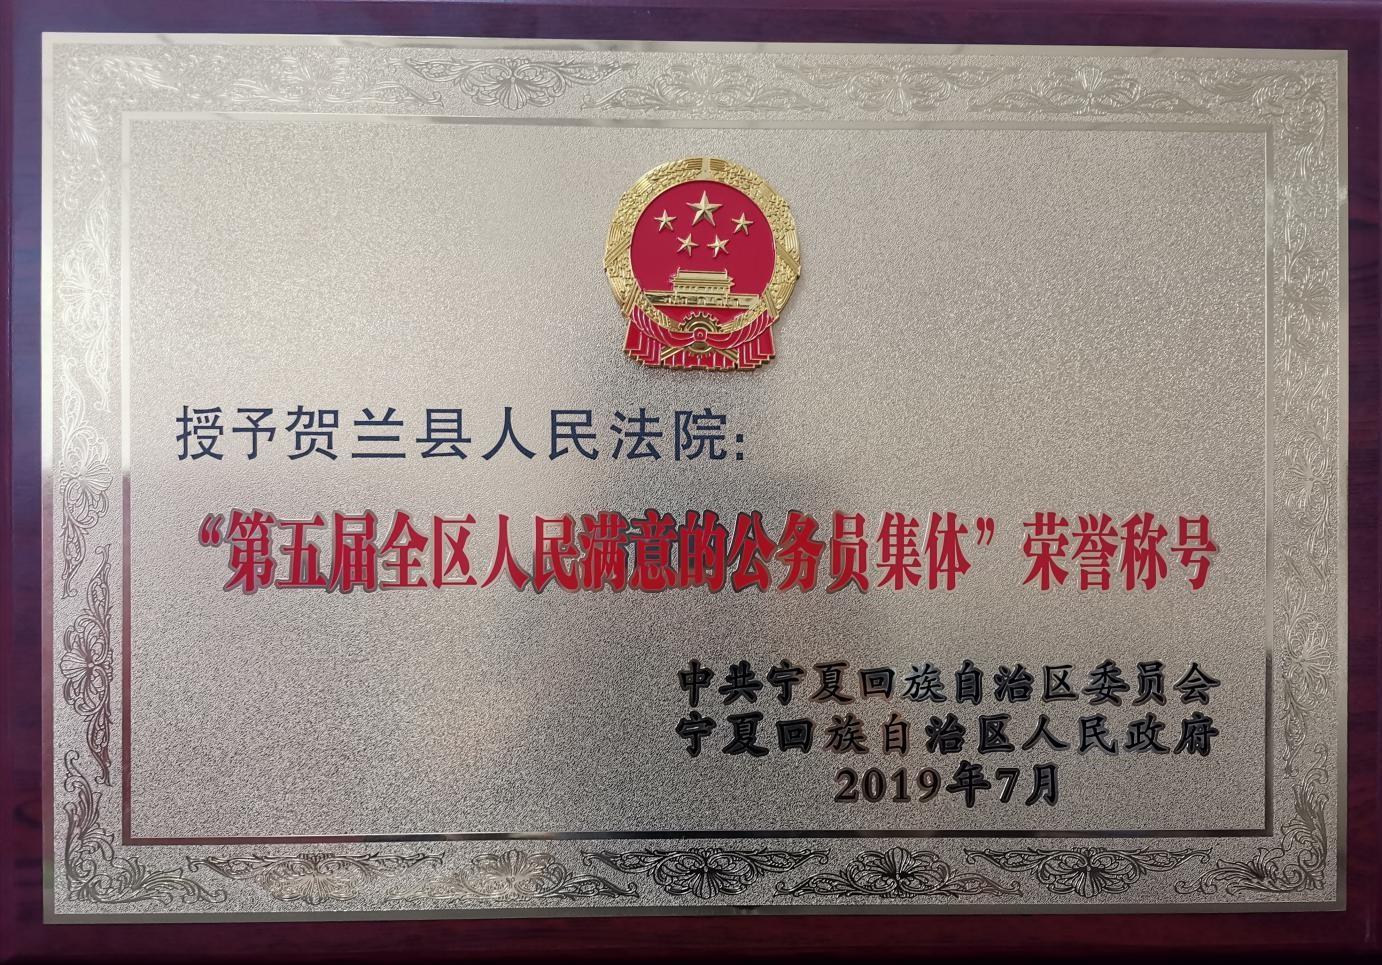 授予贺兰县人民法院:
“第五届全区人民满意的公务员集体”荣誉称号
中共宁夏回族自治区委员会
宁夏回族自治区人民政府
2019年7月